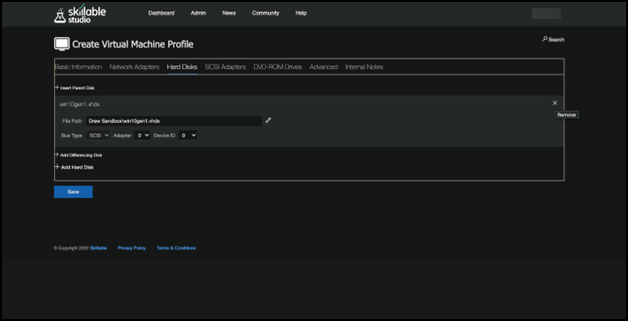 skillable
studio
Dashboard Admin News Community Help
Create Virtual Machine Profile
Search
Basic Information Network Adapters Hard Disks SCSI Adapters DVD-ROM Drives Advanced Internal Notes
Insert Parent Disk
win10gen1.vhdx
File Path Drew Sandbox\win10gen1.vhdx
Remove
Bus Type SCSI Adapter 0 Device ID 0
Add Differencing Disk
Add Hard Disk
Save
© Copyright 2022 Skillable Privacy Policy Terms & Conditions